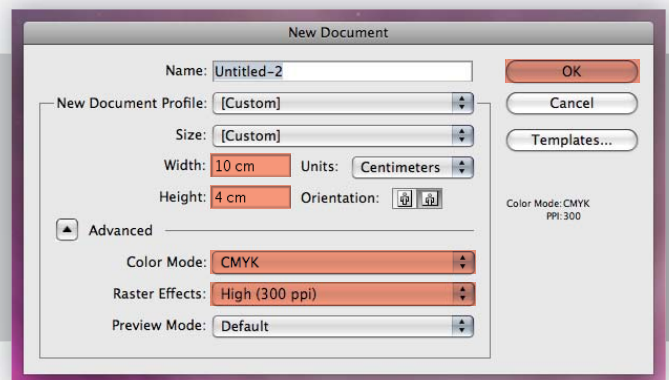 New Document
Name: Untitled-2
OK
New Document Profile: [Custom]
Cancel
Size: [Custom]
Templates...
Width: 10 cm Units: Centimeters
Height: 4 cm Orientation:
Color Mode: CMYK
PPI: 300
Advanced
Color Mode: CMYK
Raster Effects: High (300 ppi)
Preview Mode: Default